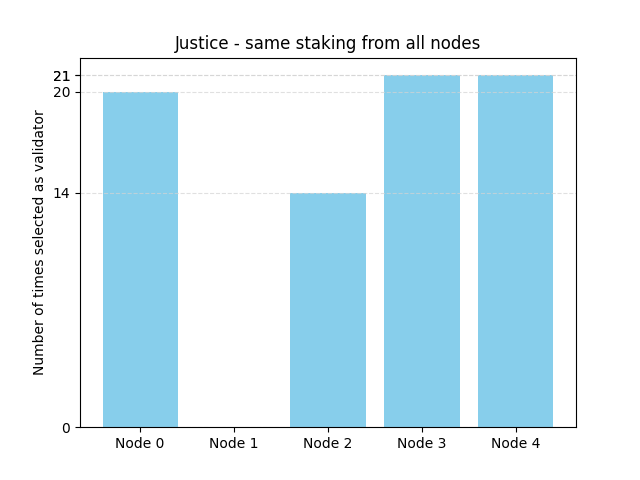 Justice - same staking from all nodes
Number of times selected as validator
21
20
14
0
Node 0
Node 1
Node 2
Node 3
Node 4